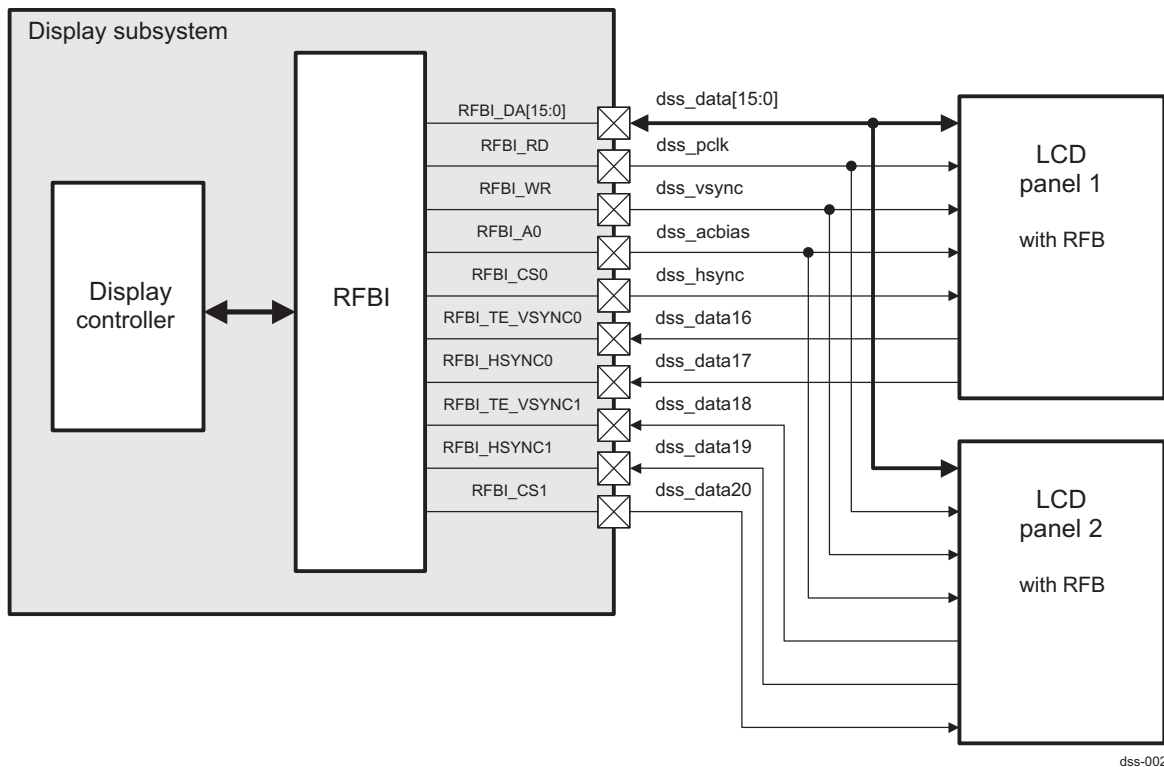 Display subsystem
Display
controller
RFBI
RFBI_DA[15:0]
RFBI_RD
RFBI_WR
RFBI_A0
RFBI_CS0
RFBI_TE_VSYNC0
RFBI_HSYNC0
RFBI_TE_VSYNC1
RFBI_HSYNC1
RFBI_CS1
dss_data[15:0]
dss_pclk
dss_vsync
dss_acbias
dss_hsync
dss_data16
dss_data17
dss_data18
dss_data19
dss_data20
LCD
panel 1
with RFB
LCD
panel 2
with RFB
dss-002